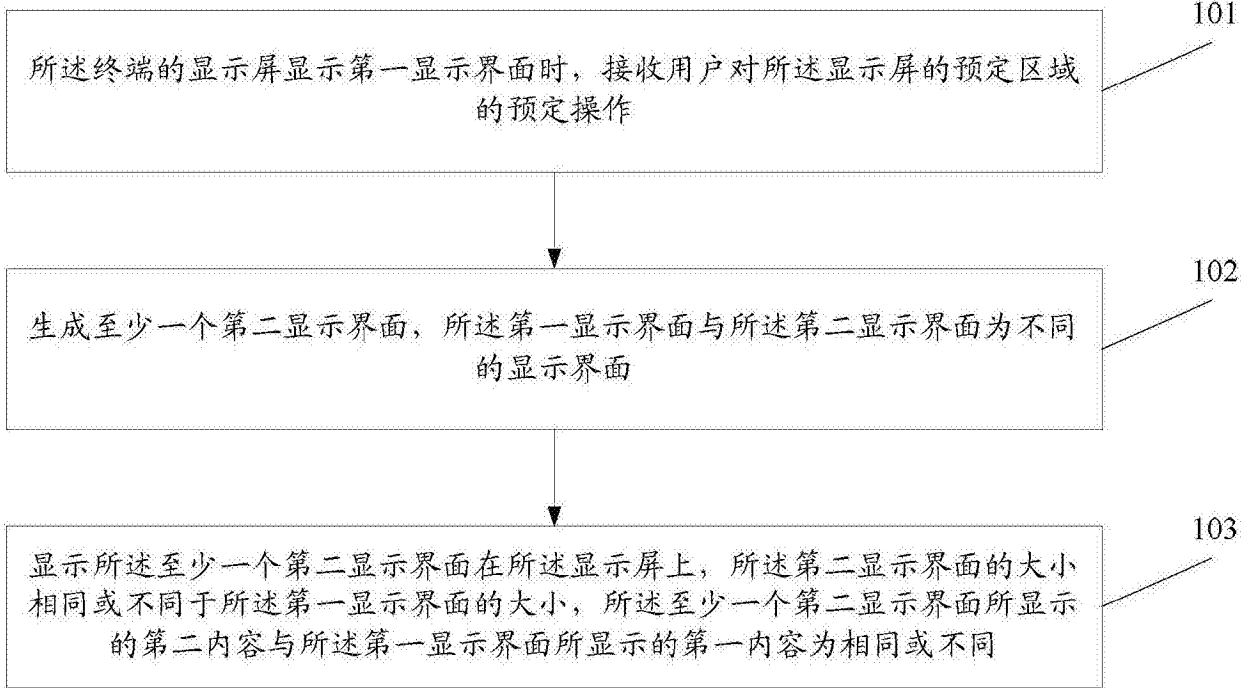 101
所述终端的显示屏显示第一显示界面时，接收用户对所述显示屏的预定区域
的预定操作
102
生成至少一个第二显示界面，所述第一显示界面与所述第二显示界面为不同
的显示界面
103
显示所述至少一个第二显示界面在所述显示屏上，所述第二显示界面的大小
相同或不同于所述第一显示界面的大小，所述至少一个第二显示界面所显示
的第二内容与所述第一显示界面所显示的第一内容为相同或不同